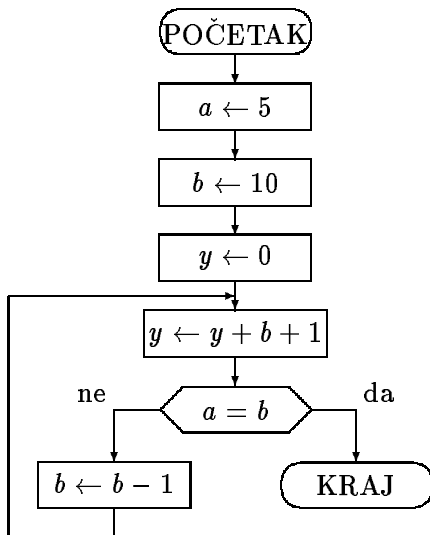 POČETAK
a ← 5
b ← 10
y ← 0
y ← y + b + 1
ne
da
a = b
b ← b − 1
KRAJ